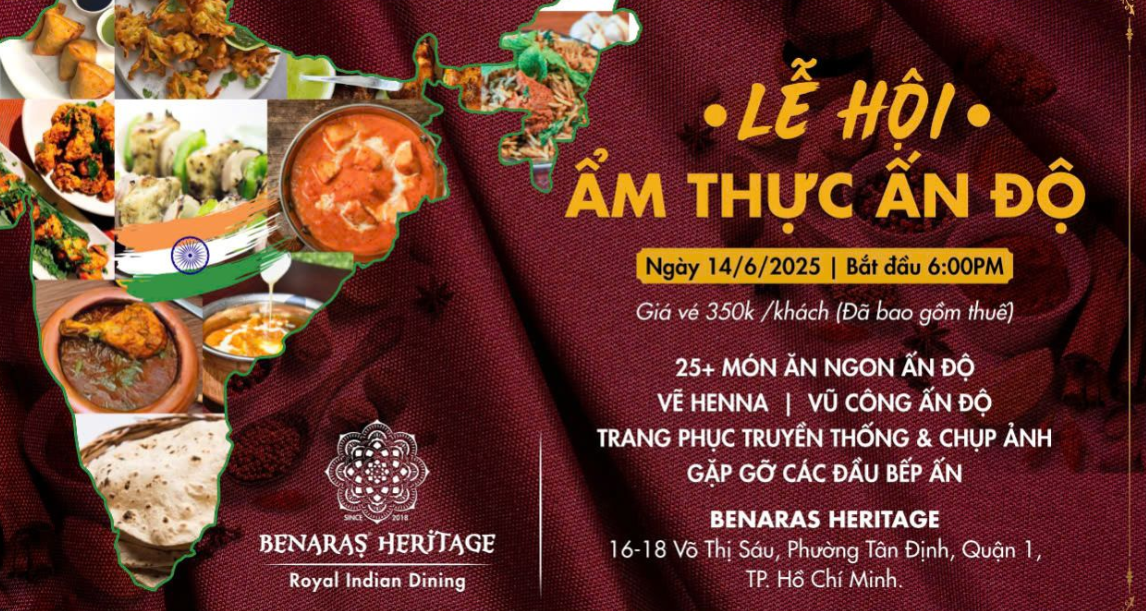 • LỄ HỘI •
ẨM THỰC ẤN ĐỘ
Ngày 14/6/2025 | Bắt đầu 6:00PM
Giá vé 350k /khách (Đã bao gồm thuế)
25+ MÓN ĂN NGON ẤN ĐỘ
VẼ HENNA | VŨ CÔNG ẤN ĐỘ
TRANG PHỤC TRUYỀN THỐNG & CHỤP ẢNH
GẶP GỠ CÁC ĐẦU BẾP ẤN
BENARAS HERITAGE
16-18 Võ Thị Sáu, Phường Tân Định, Quận 1,
TP. Hồ Chí Minh.
SINCE 2018
BENARAS HERITAGE
Royal Indian Dining